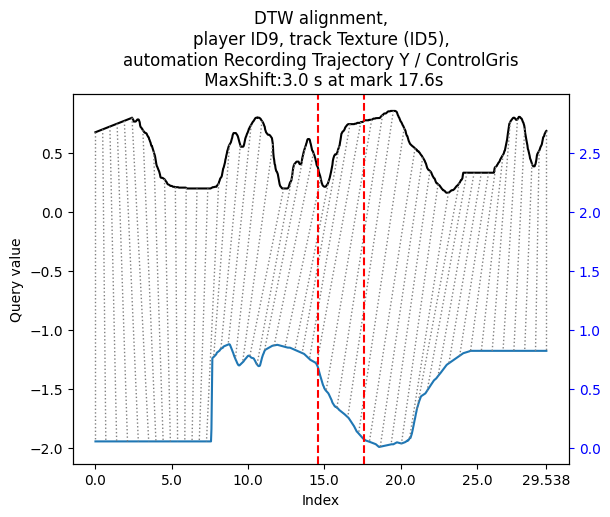 DTW alignment,
player ID9, track Texture (ID5),
automation Recording Trajectory Y / ControlGris
MaxShift:3.0 s at mark 17.6s
0.5
0.0
−0.5
−1.0
−1.5
−2.0
Query value
2.5
2.0
1.5
1.0
0.5
0.0
0.0 5.0 10.0 15.0 20.0 25.0 29.538
Index